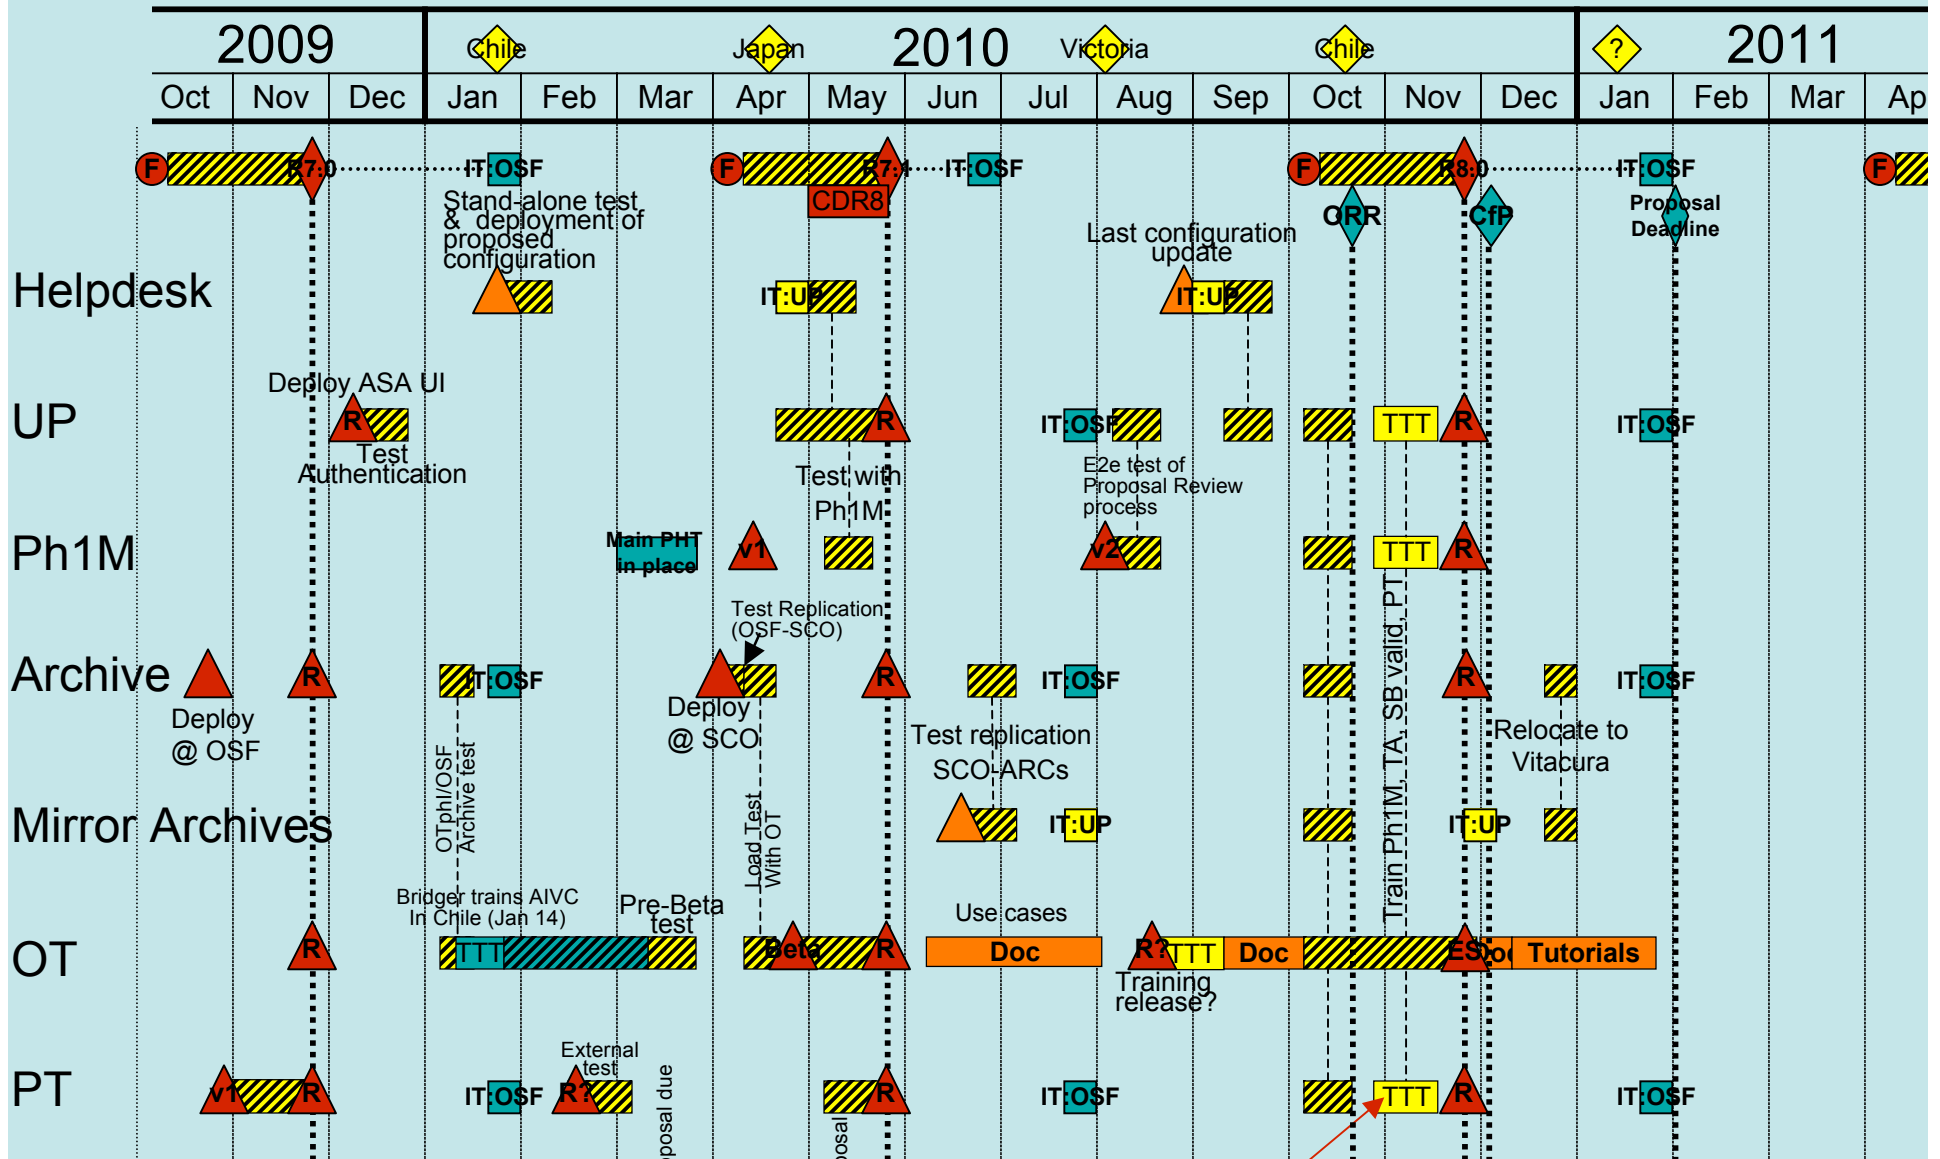 2009 Chile Japan 2010 Victoria Chile ? 2011
Oct Nov Dec Jan Feb Mar Apr May Jun Jul Aug Sep Oct Nov Dec Jan Feb Mar Ap
F R7.0 IT:OSF F R7.1 IT:OSF F R8.0 IT:OSF F
CDR8
ORR CfP Proposal
Deadline
Stand-alone test
& deployment of
proposed
configuration
Last configuration
update
Helpdesk IT:UP IT:UP
Deploy ASA UI
UP R R IT:OSF TTT R IT:OSF
Test
Authentication
Test with
Ph1M
E2e test of
Proposal Review
process
Ph1M Main PHT
in place
v1 v2 TTT R
Test Replication
(OSF-SCO)
Archive R IT:OSF R IT:OSF R IT:OSF
Deploy
@ OSF
Deploy
@ SCO
Test replication
SCO-ARCs
Relocate to
Vitacura
Train Ph1M, TA, SB valid, PT
OTphI/OSF
Archive test
Load Test
With OT
Mirror Archives IT:UP IT:UP
Bridger trains AIVC
In Chile (Jan 14)
Pre-Beta
test
Use cases
OT R TTT Beta R Doc R? TTT Doc ES Doc Tutorials
Training
release?
External
test
PT v1 R IT:OSF R? R IT:OSF TTT R IT:OSF
posal due
osal